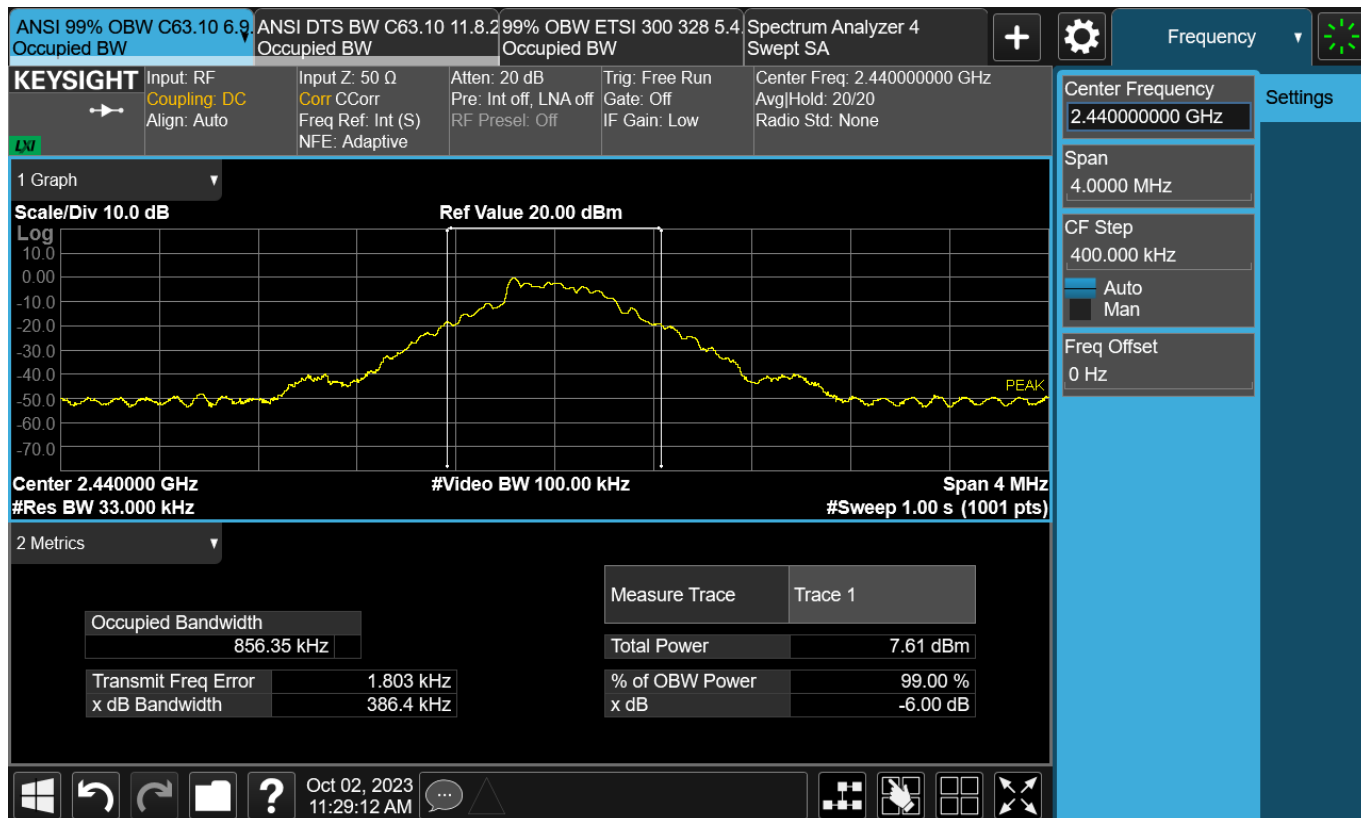 ANSI 99% OBW C63.10 6.9.
Occupied BW
ANSI DTS BW C63.10 11.8.2
Occupied BW
99% OBW ETSI 300 328 5.4.
Occupied BW
Spectrum Analyzer 4
Swept SA
Frequency
KEYSIGHT
LXI
Input: RF
Coupling: DC
Align: Auto
Input Z: 50 Ω
Corr CCorr
Freq Ref: Int (S)
NFE: Adaptive
Atten: 20 dB
Pre: Int off, LNA off
RF Presel: Off
Trig: Free Run
Gate: Off
IF Gain: Low
Center Freq: 2.440000000 GHz
Avg|Hold: 20/20
Radio Std: None
Center Frequency
2.440000000 GHz
Settings
Span
4.0000 MHz
CF Step
400.000 kHz
Auto
Man
Freq Offset
0 Hz
1 Graph
Scale/Div 10.0 dB
Ref Value 20.00 dBm
Log
10.0
0.00
-10.0
-20.0
-30.0
-40.0
-50.0
-60.0
-70.0
PEAK
Center 2.440000 GHz
#Video BW 100.00 kHz
Span 4 MHz
#Res BW 33.000 kHz
#Sweep 1.00 s (1001 pts)
2 Metrics
Measure Trace
Trace 1
Occupied Bandwidth
856.35 kHz
Total Power
7.61 dBm
Transmit Freq Error
1.803 kHz
% of OBW Power
99.00 %
x dB Bandwidth
386.4 kHz
x dB
-6.00 dB
Oct 02, 2023
11:29:12 AM